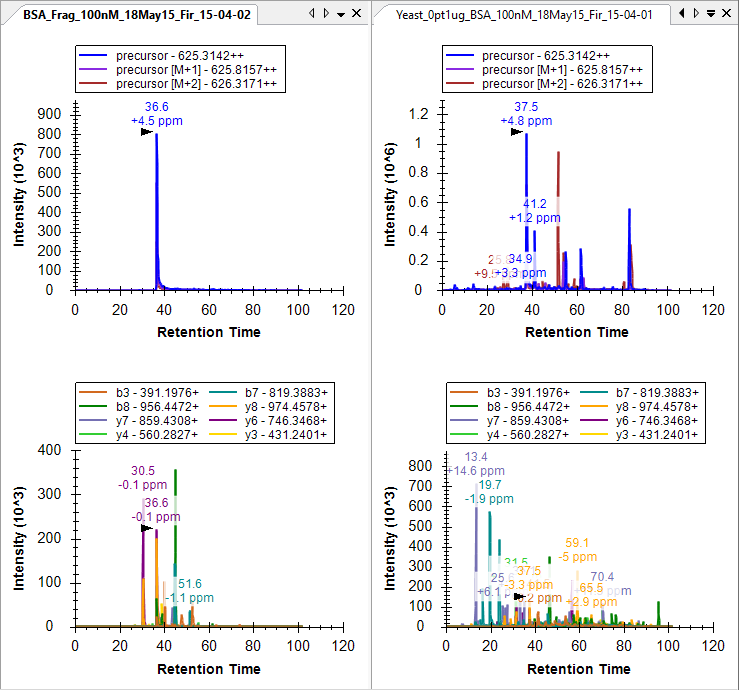 BSA_Frag_100nM_18May15_Fir_15-04-02
precursor - 625.3142++
precursor [M+1] - 625.8157++
precursor [M+2] - 626.3171++
36.6
+4.5 ppm
Intensity (10^3)
900
800
700
600
500
400
300
200
100
0
0 20 40 60 80 100 120
Retention Time
b3 - 391.1976+ b7 - 819.3883+
b8 - 956.4472+ y8 - 974.4578+
y7 - 859.4308+ y6 - 746.3468+
y4 - 560.2827+ y3 - 431.2401+
30.5
-0.1 ppm
36.6
-0.1 ppm
51.6
-1.1 ppm
Intensity (10^3)
400
300
200
100
0
0 20 40 60 80 100 120
Retention Time
Yeast_0pt1ug_BSA_100nM_18May15_Fir_15-04-01
precursor - 625.3142++
precursor [M+1] - 625.8157++
precursor [M+2] - 626.3171++
37.5
+4.8 ppm
41.2
+1.2 ppm
34.9
+3.3 ppm
Intensity (10^6)
1.2
1
0.8
0.6
0.4
0.2
0
0 20 40 60 80 100 120
Retention Time
b3 - 391.1976+ b7 - 819.3883+
b8 - 956.4472+ y8 - 974.4578+
y7 - 859.4308+ y6 - 746.3468+
y4 - 560.2827+ y3 - 431.2401+
13.4
+14.6 ppm
19.7
-1.9 ppm
31.5
37.5
-3.3 ppm
59.1
-5 ppm
70.4
65.5
+2.9 ppm
Intensity (10^3)
800
700
600
500
400
300
200
100
0
0 20 40 60 80 100 120
Retention Time